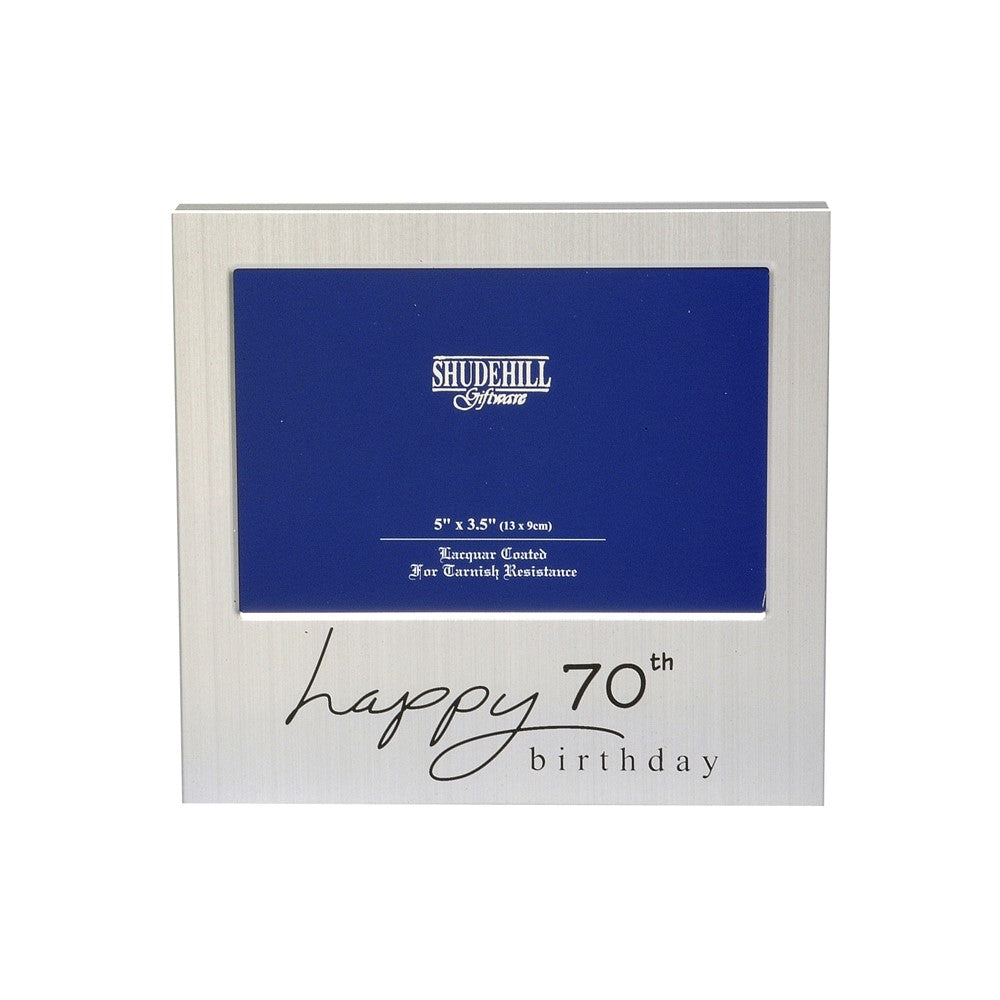 SHUDEHILL
Giftware
5" x 3.5" (13 x 9cm)
Lacquar Coated
For Tarnish Resistance
happy 70th
birthday